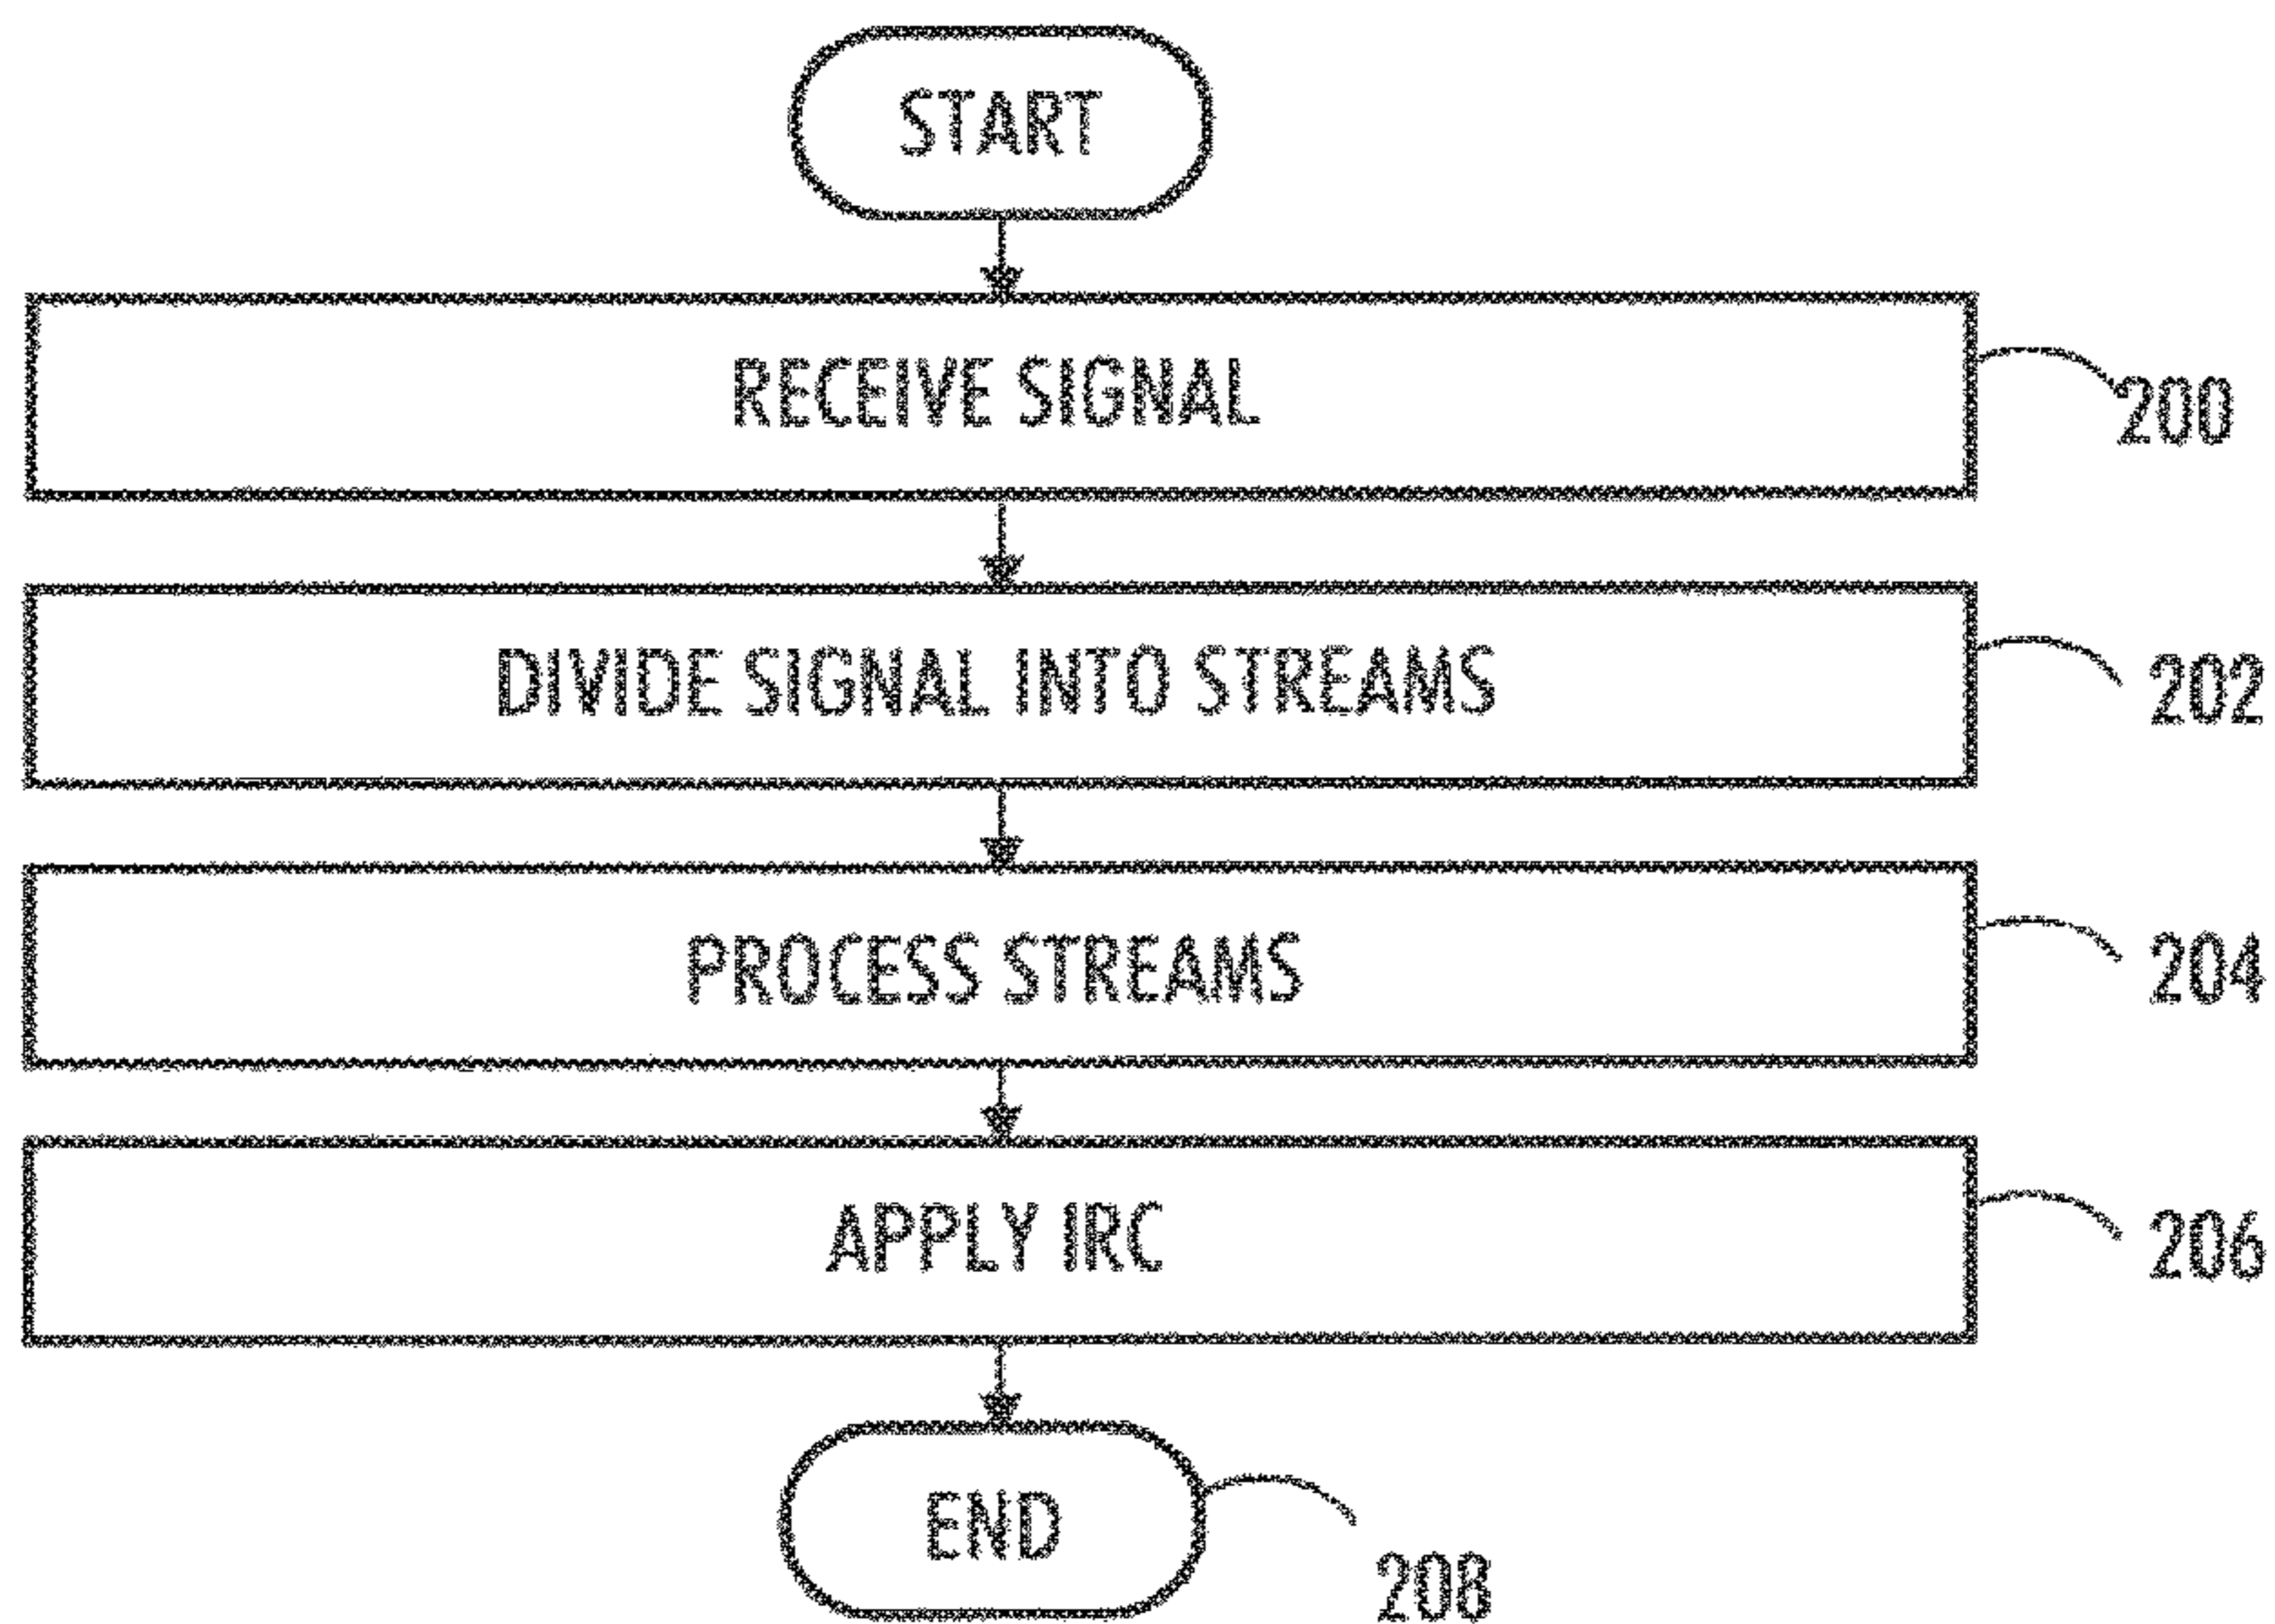 START
RECEIVE SIGNAL
200
DIVIDE SIGNAL INTO STREAMS
202
PROCESS STREAMS
204
APPLY IRC
206
END
208